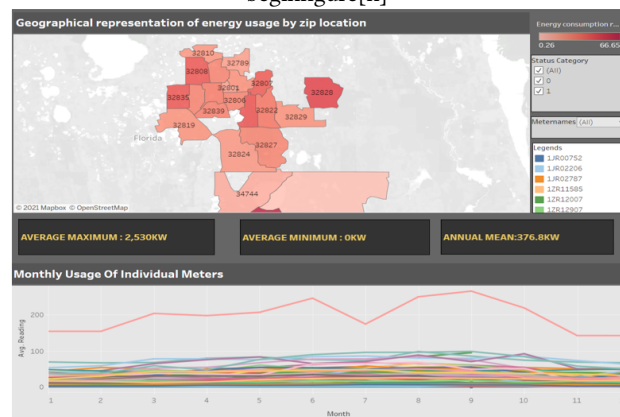 Geographical representation of energy usage by zip location
Energy consumption r...
0.26 66.65
Status Category
(All)
0
1
Meternames (All)
Legends
1JR00752
1JR02206
1JR02787
1ZR11585
1ZR12007
1ZR12907
32810
32789
32808
32801
32807
32828
32835
32806
32822
32839
32829
32819
Florida
32827
32824
34744
© 2021 Mapbox © OpenStreetMap
AVERAGE MAXIMUM : 2,530KW
AVERAGE MINIMUM : 0KW
ANNUAL MEAN:376.8KW
Monthly Usage Of Individual Meters
Avg. Reading
200
100
0
1 2 3 4 5 6 7 8 9 10 11
Month